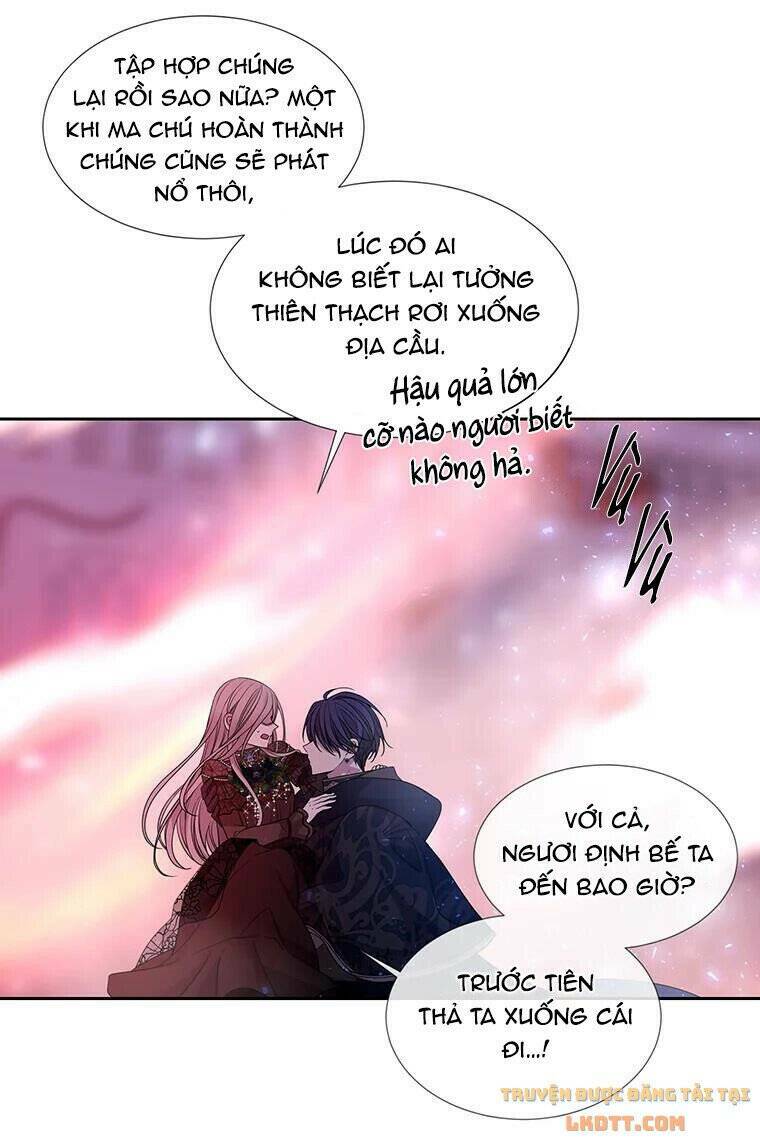 TẬP HỢP CHÚNG
LẠI RỒI SAO NỮA? MỘT
KHI MA CHÚ HOÀN THÀNH
CHÚNG CŨNG SẼ PHÁT
NỔ THÔI,
LÚC ĐÓ AI
KHÔNG BIẾT LẠI TƯỞNG
THIÊN THẠCH RƠI XUỐNG
ĐỊA CẦU.
Hậu quả lớn
cỡ nào ngươi biết
không hả.
Vù
Vù
VỚI CẢ,
NGƯƠI ĐỊNH BẾ TA
ĐẾN BAO GIỜ?
TRƯỚC TIÊN
THẢ TA XUỐNG CÁI
ĐI...!
TRUYỆN ĐƯỢC ĐĂNG TẢI TẠI
LKDTT.COM